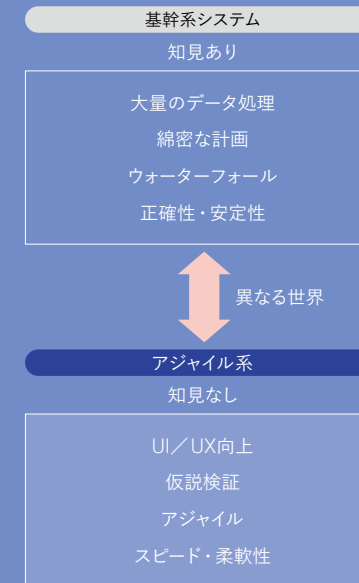 基幹系システム
知見あり
大量のデータ処理
綿密な計画
ウォーターフォール
正確性・安定性
異なる世界
アジャイル系
知見なし
UI／UX向上
仮説検証
アジャイル
スピード・柔軟性